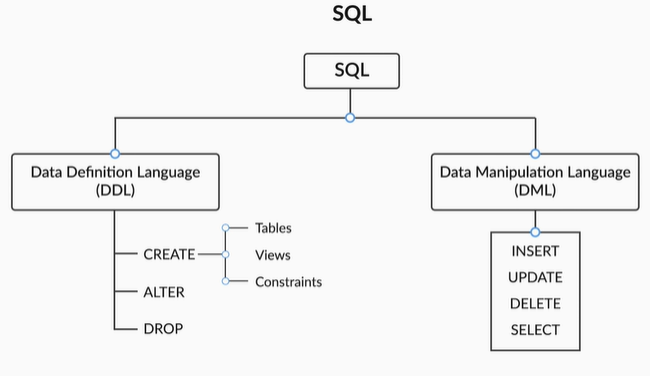 SQL
SQL
Data Definition Language
(DDL)
CREATE
Tables
Views
Constraints
ALTER
DROP
Data Manipulation Language
(DML)
INSERT
UPDATE
DELETE
SELECT